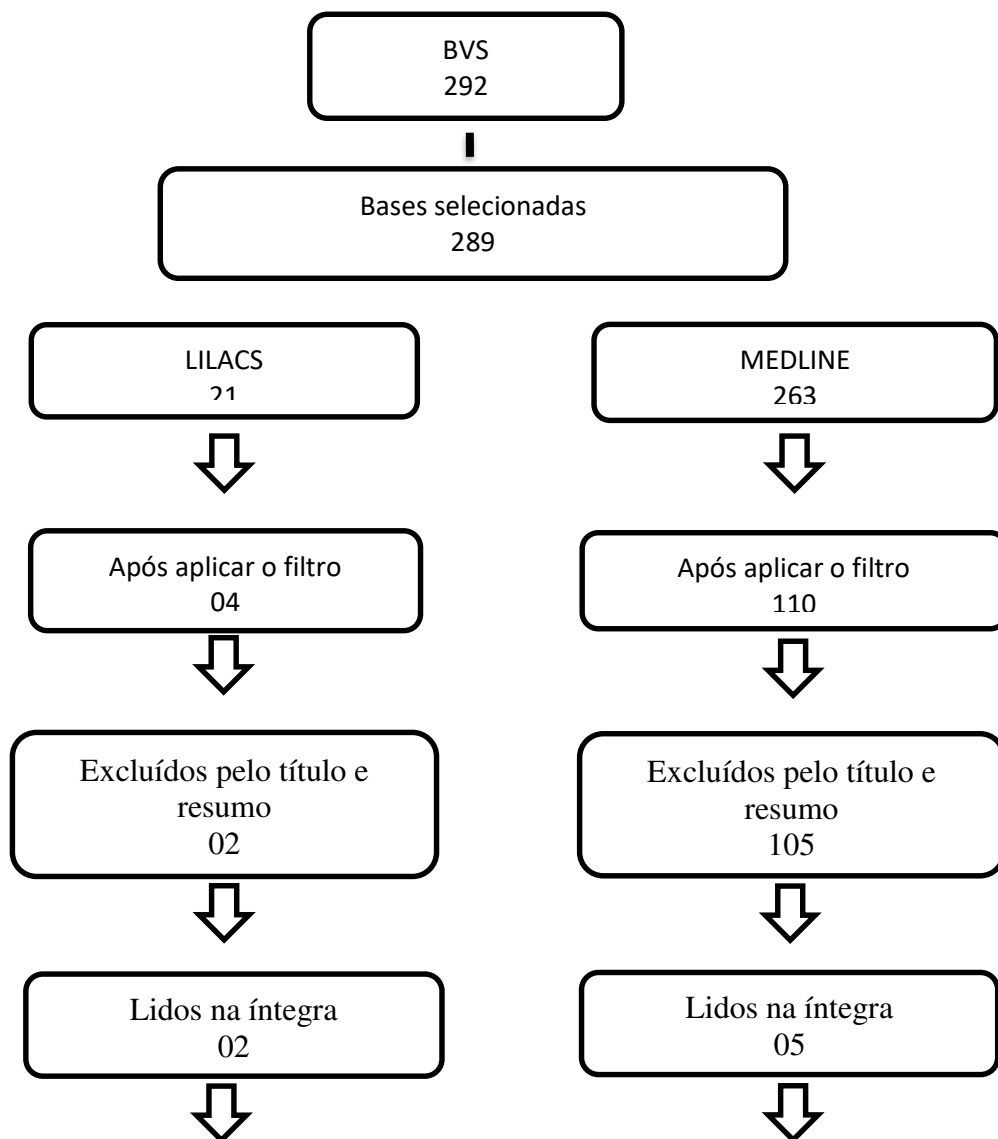 BVS
292
Bases selecionadas
289
LILACS
21
MEDLINE
263
Após aplicar o filtro
04
Após aplicar o filtro
110
Excluídos pelo título e
resumo
02
Excluídos pelo título e
resumo
105
Lidos na íntegra
02
Lidos na íntegra
05